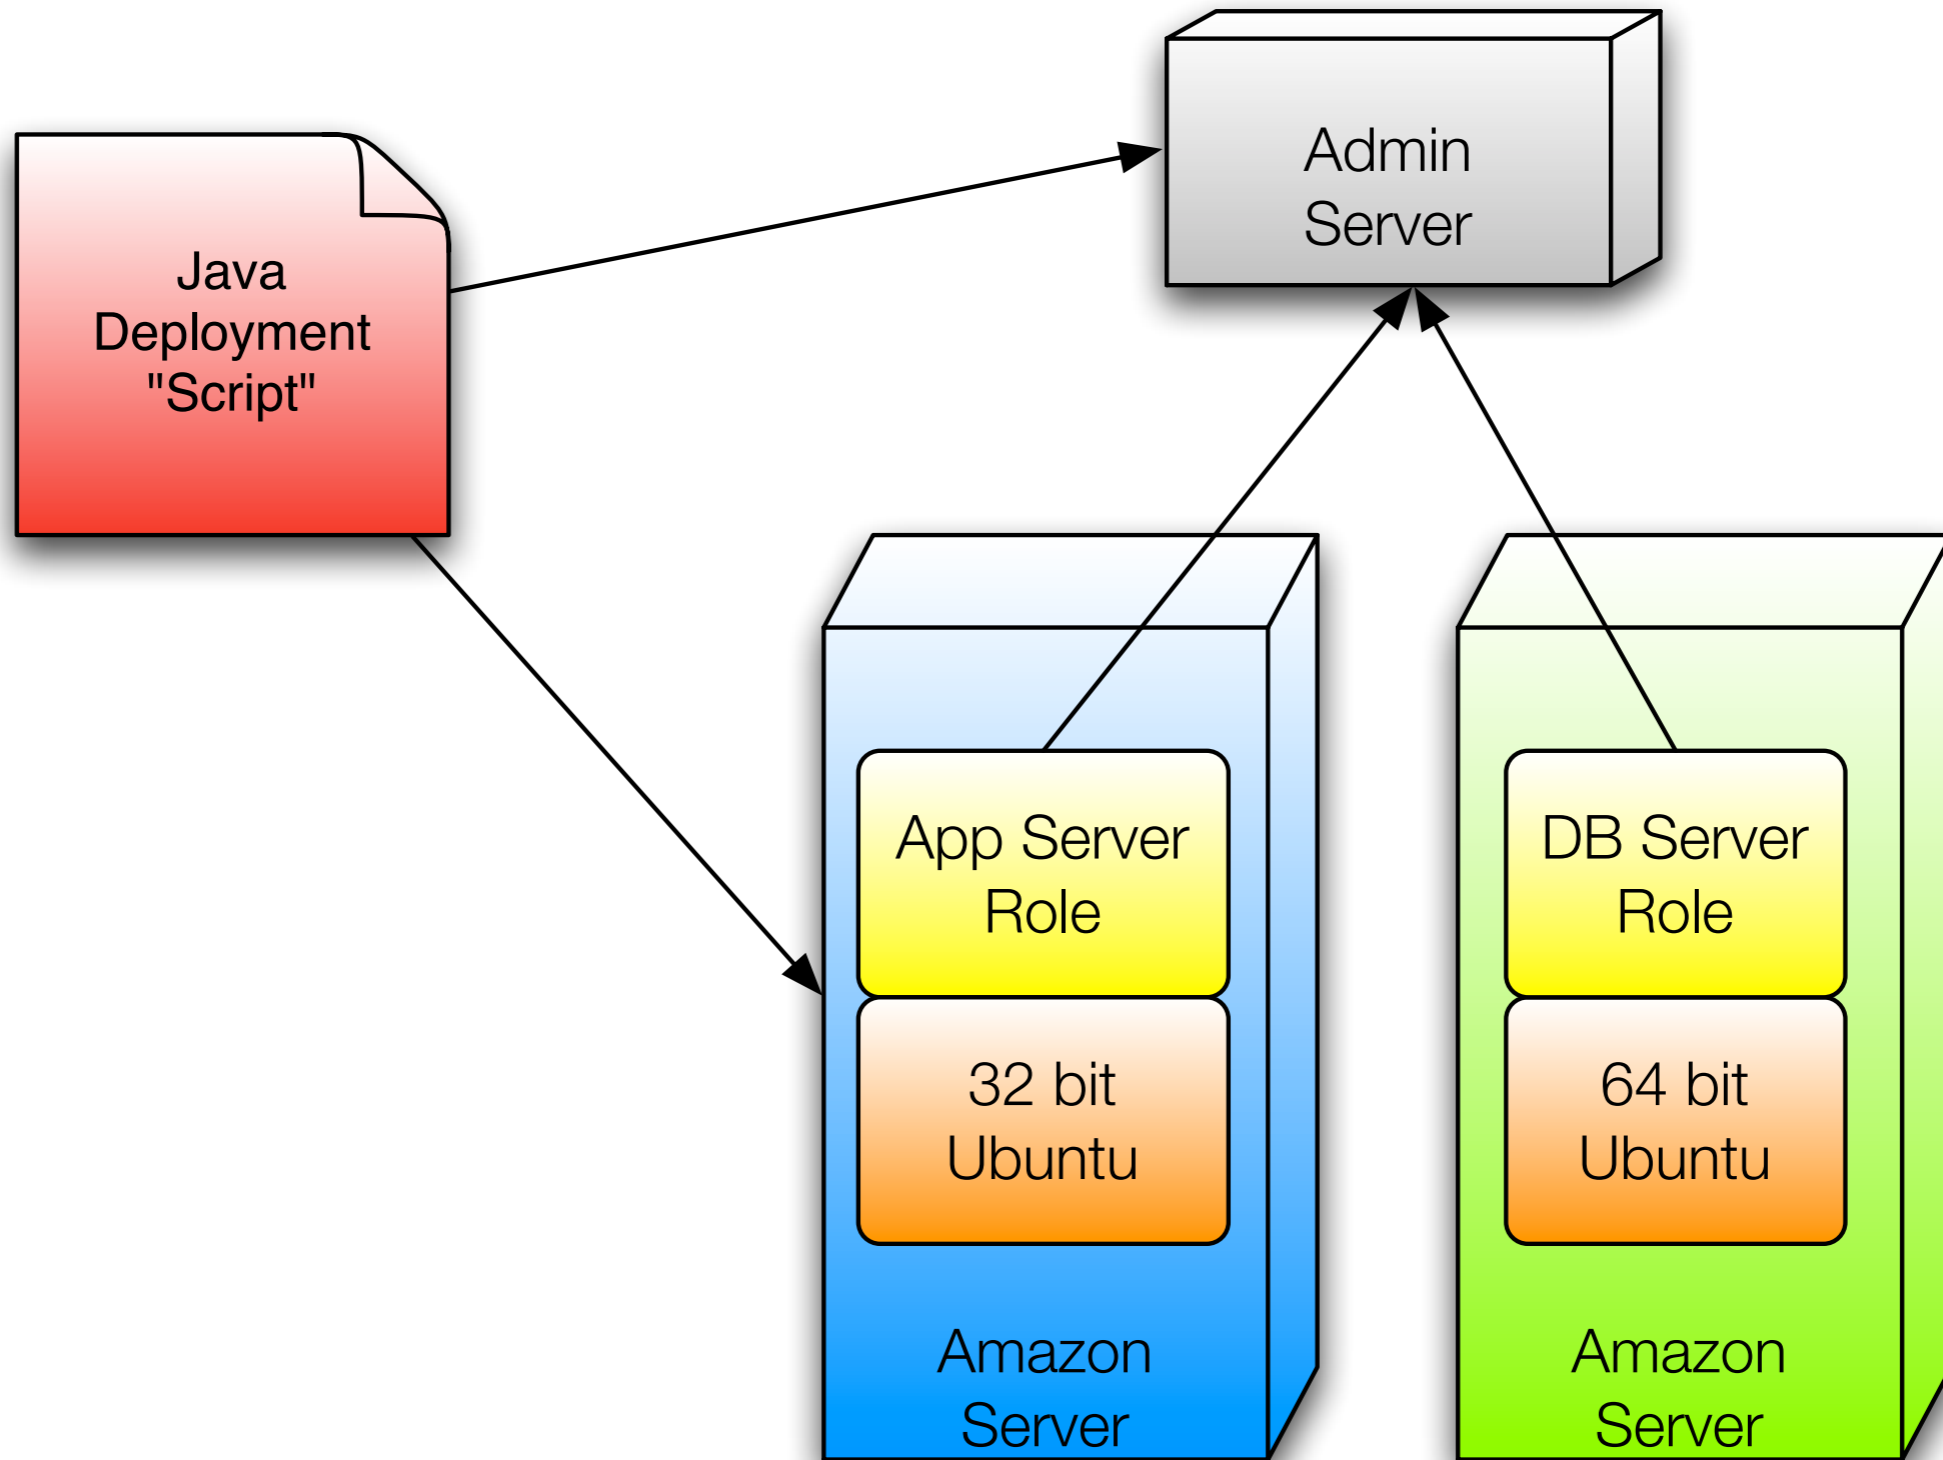 Admin
Server
Java
Deployment
"Script"
App Server
Role
32 bit
Ubuntu
Amazon
Server
DB Server
Role
64 bit
Ubuntu
Amazon
Server